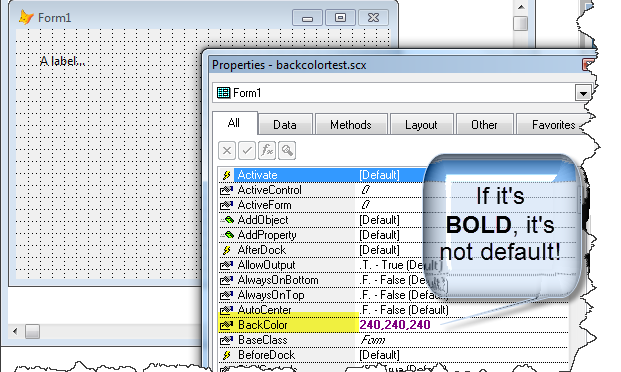 Form1
A label...
Properties - backcolortest.scx
Form1
All Data Methods Layout Other Favorites
Activate [Default]
ActiveControl
ActiveForm
AddObject [Default]
AddProperty [Default]
AfterDock [Default]
AllowOutput .T. - True (Default)
AlwaysOnBottom .F. - False (Default)
AlwaysOnTop .F. - False (Default)
AutoCenter .F. - False (Default)
BackColor 240,240,240
BaseClass Form
BeforeDock [Default]
If it's
BOLD, it's
not default!